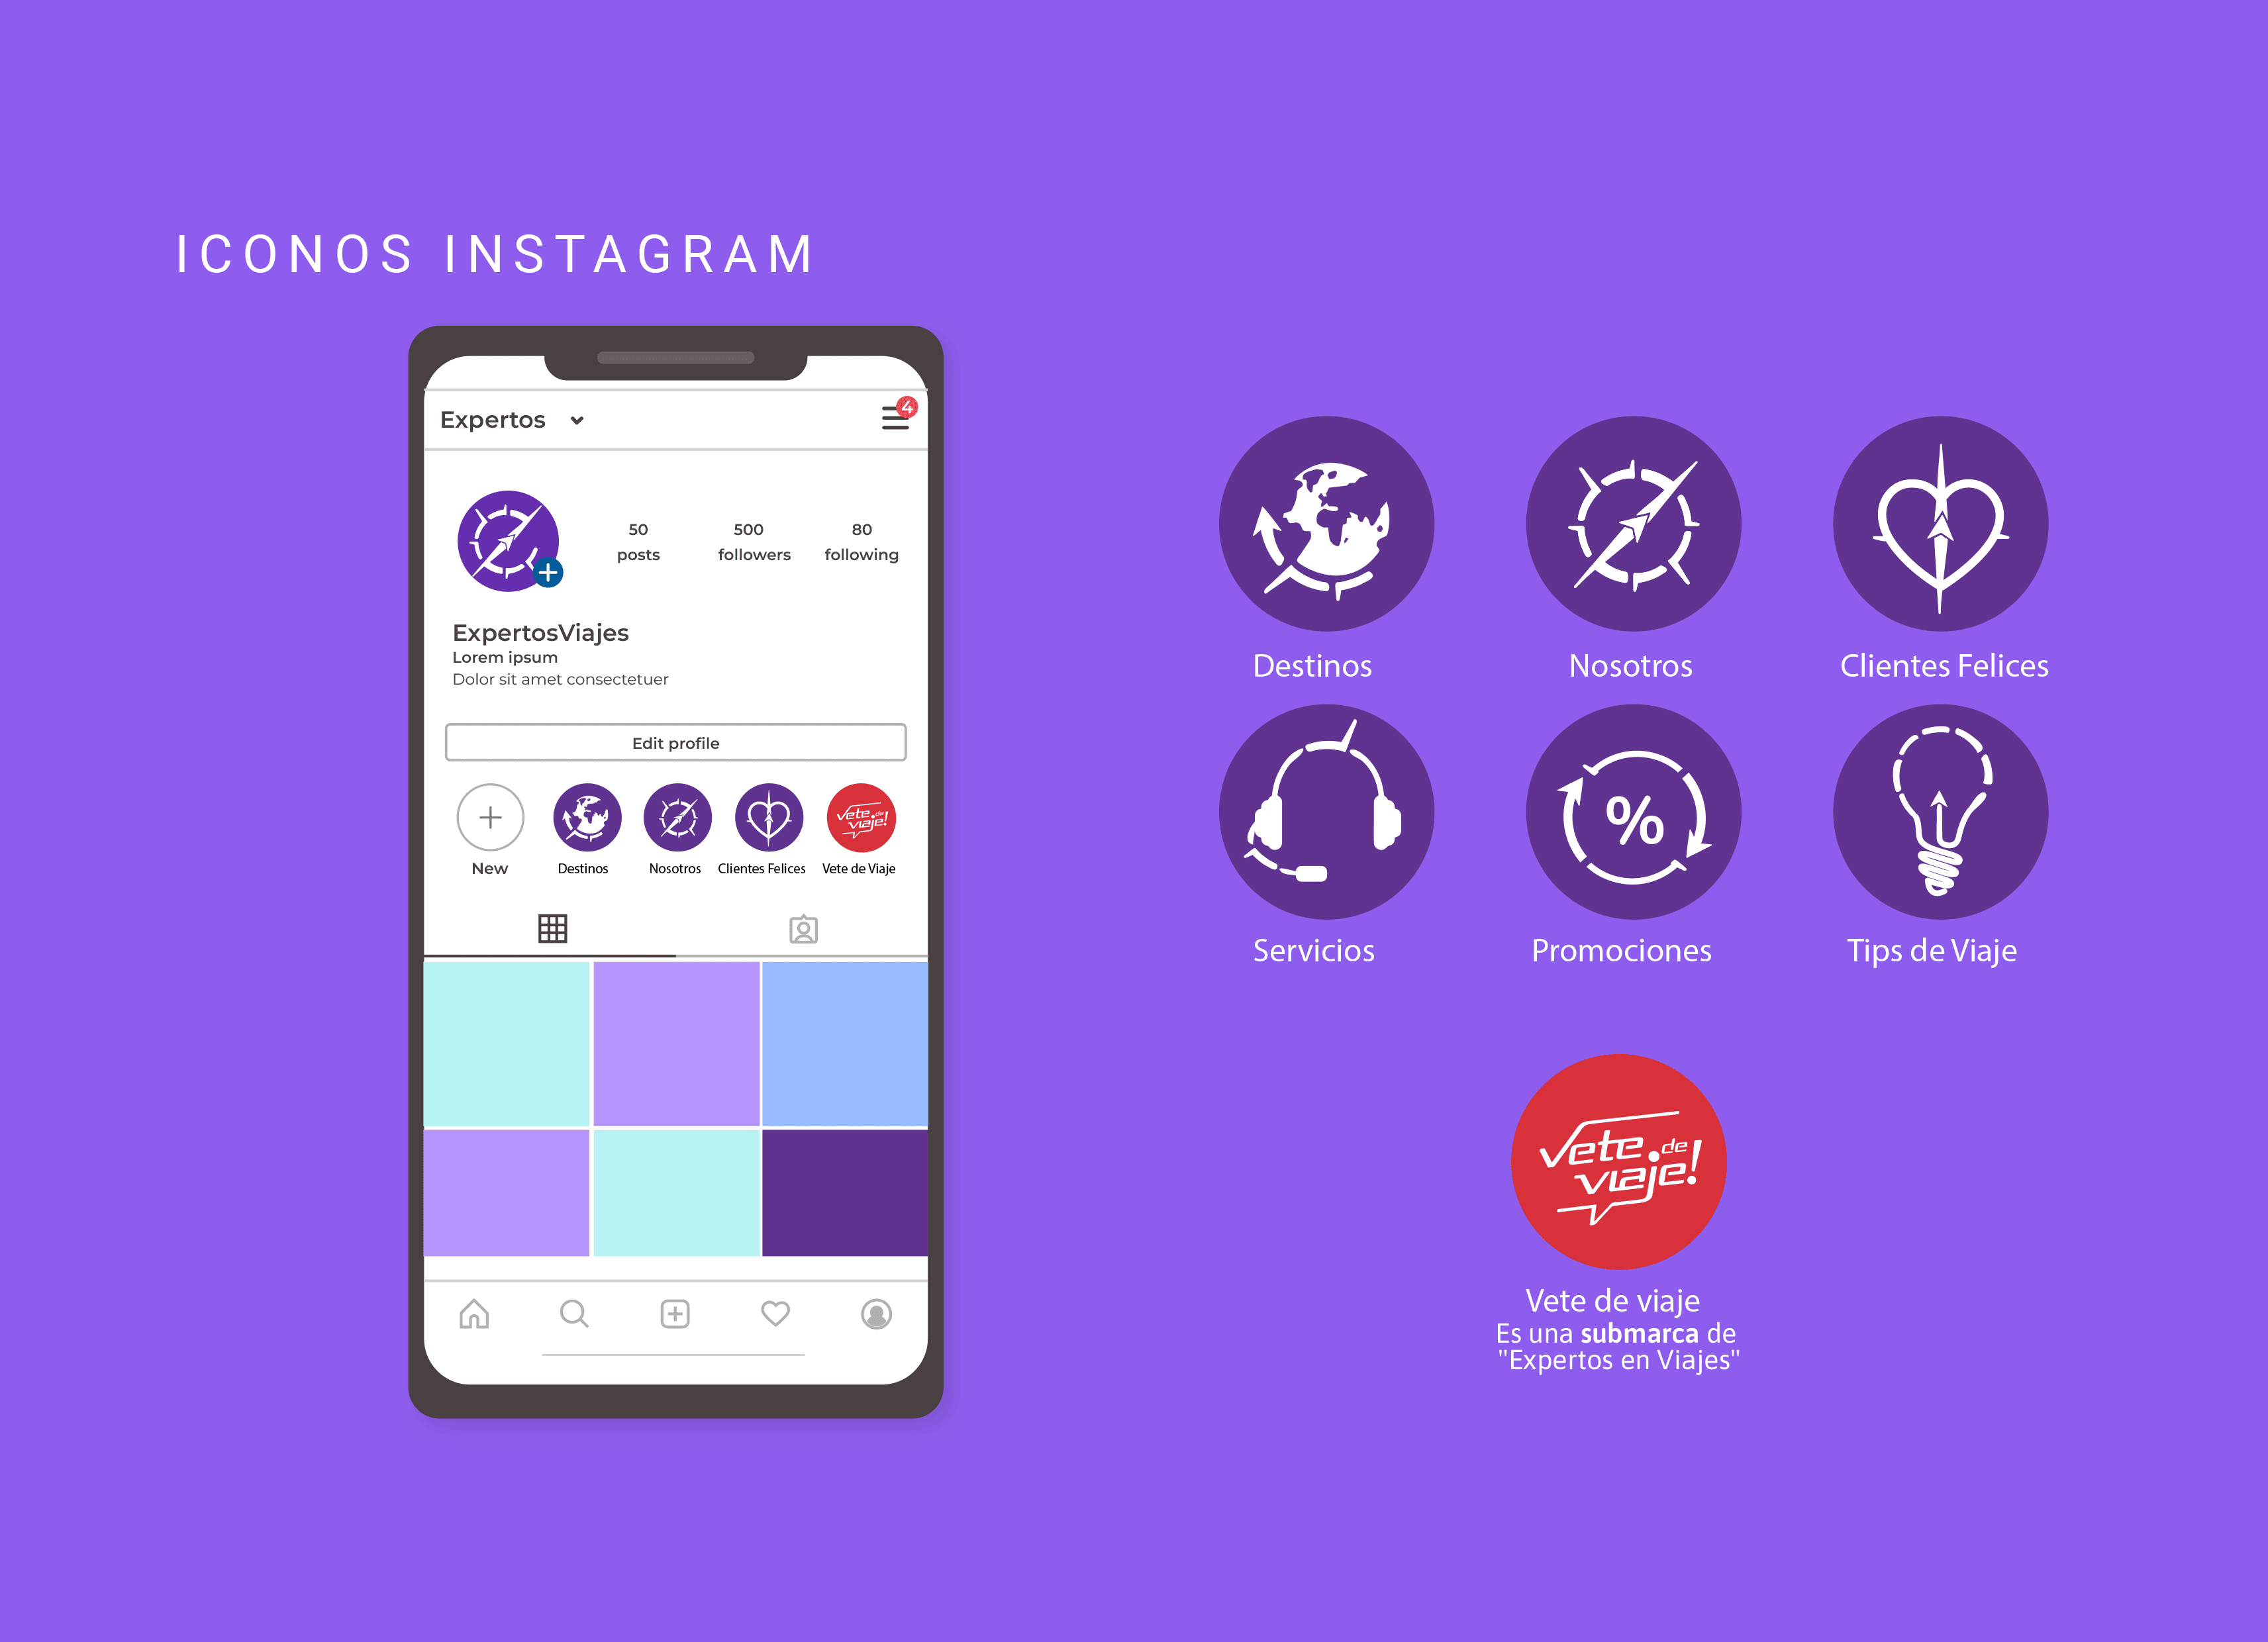 ICONOS INSTAGRAM
Expertos
4
50
posts
500
followers
80
following
ExpertosViajes
Lorem ipsum
Dolor sit amet consectetuer
Edit profile
New
Destinos
Nosotros
Clientes Felices
Vete de viaje!
Vete de Viaje
Destinos
Nosotros
Clientes Felices
%
Servicios
Promociones
Tips de Viaje
Vete de
viaje!
Vete de viaje
Es una submarca de
"Expertos en Viajes"